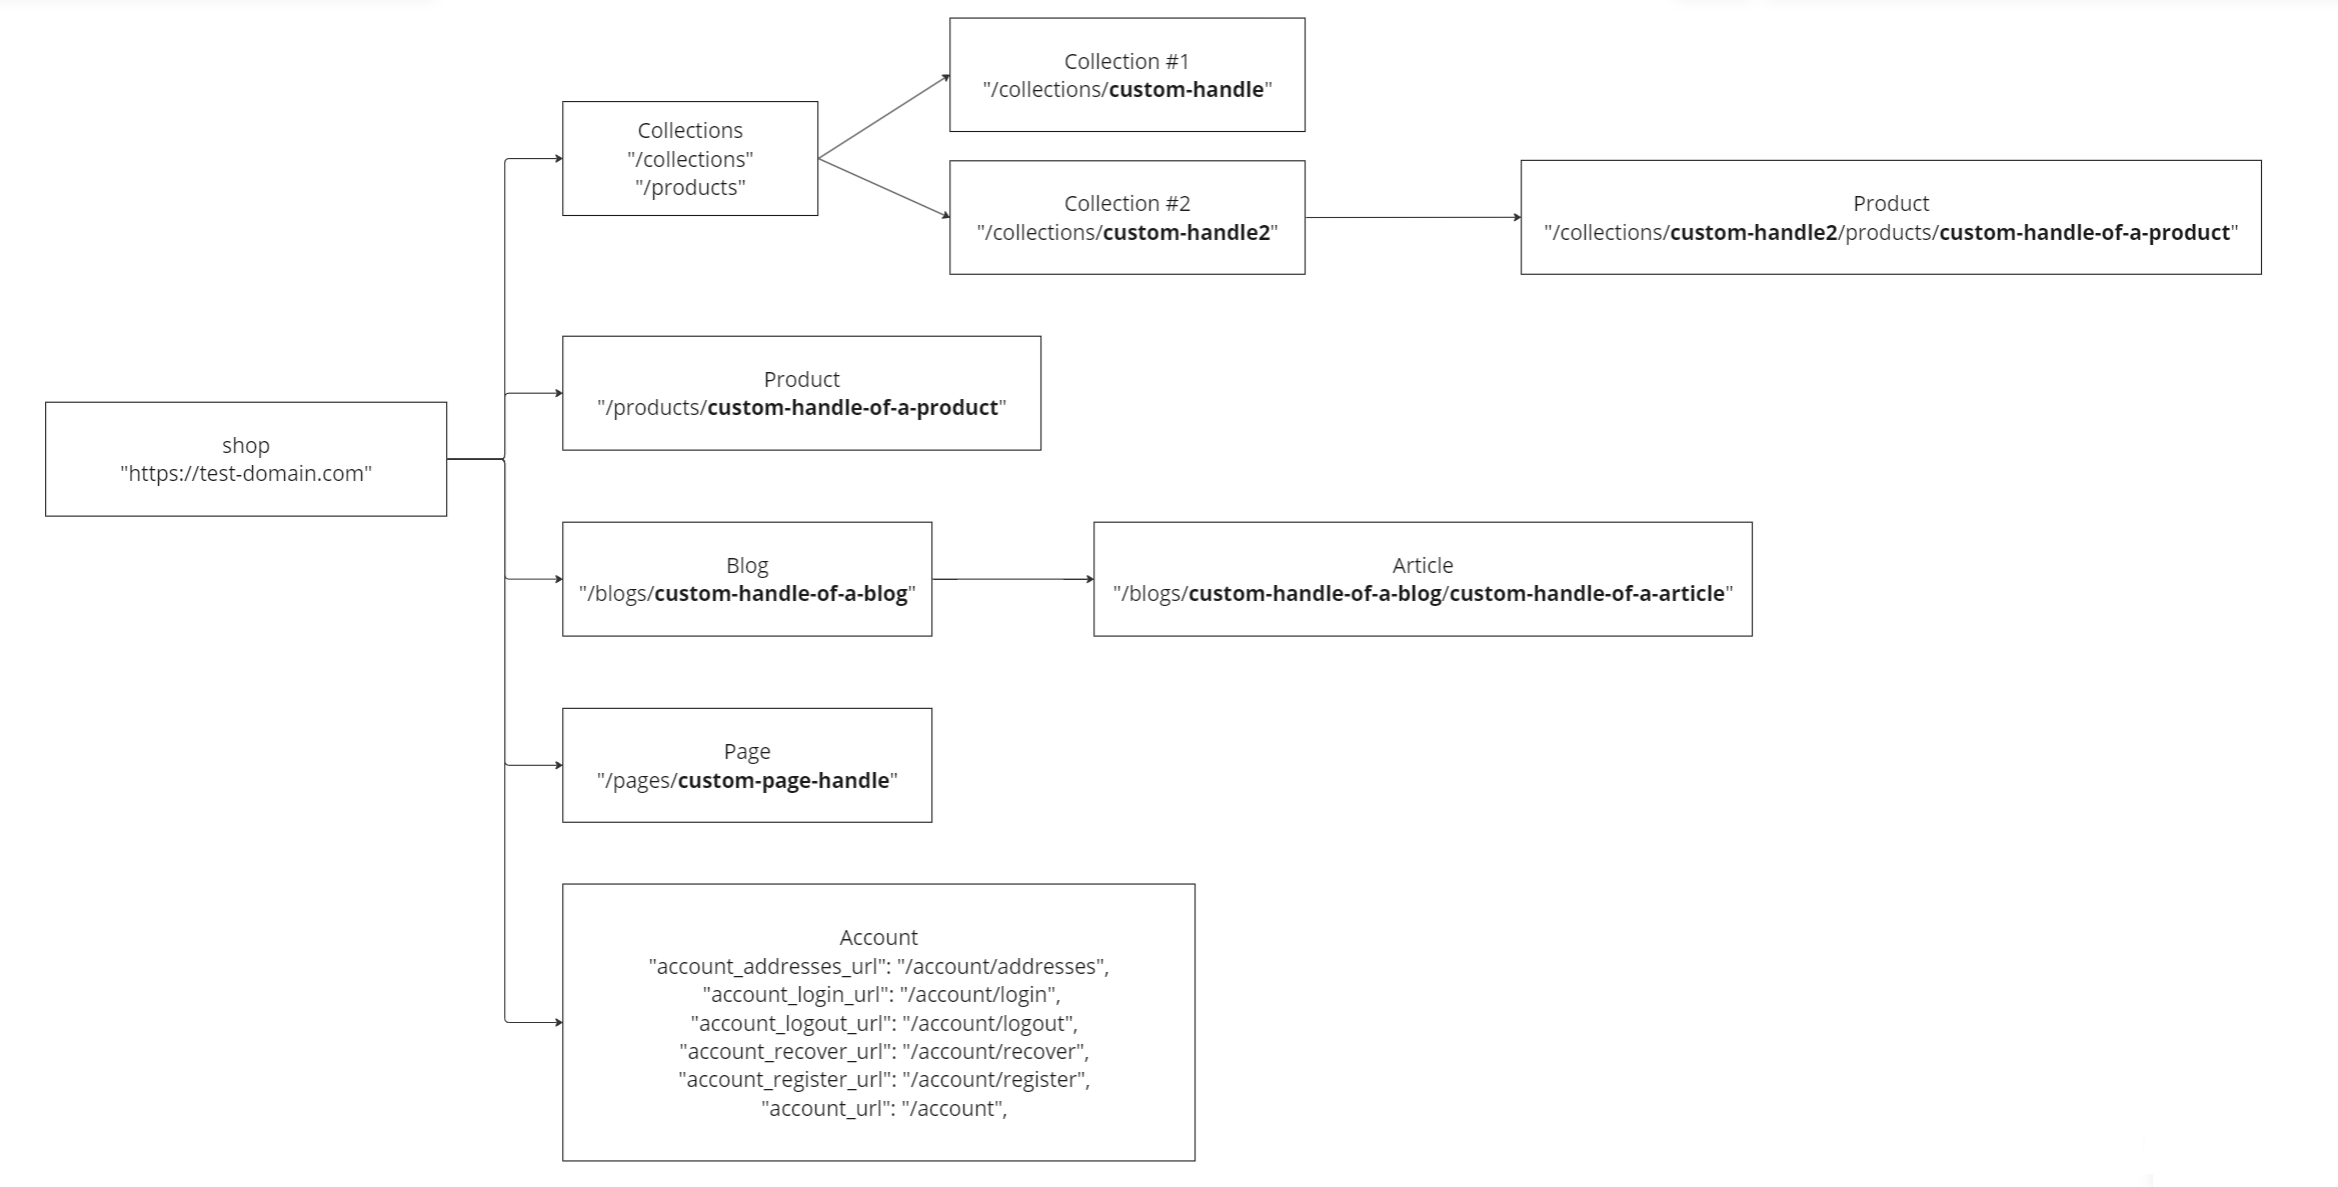 shop
"https://test-domain.com"
Collections
"/collections"
"/products"
Collection #1
"/collections/custom-handle"
Collection #2
"/collections/custom-handle2"
Product
"/collections/custom-handle2/products/custom-handle-of-a-product"
Product
"/products/custom-handle-of-a-product"
Blog
"/blogs/custom-handle-of-a-blog"
Article
"/blogs/custom-handle-of-a-blog/custom-handle-of-a-article"
Page
"/pages/custom-page-handle"
Account
"account_addresses_url": "/account/addresses",
"account_login_url": "/account/login",
"account_logout_url": "/account/logout",
"account_recover_url": "/account/recover",
"account_register_url": "/account/register",
"account_url": "/account",